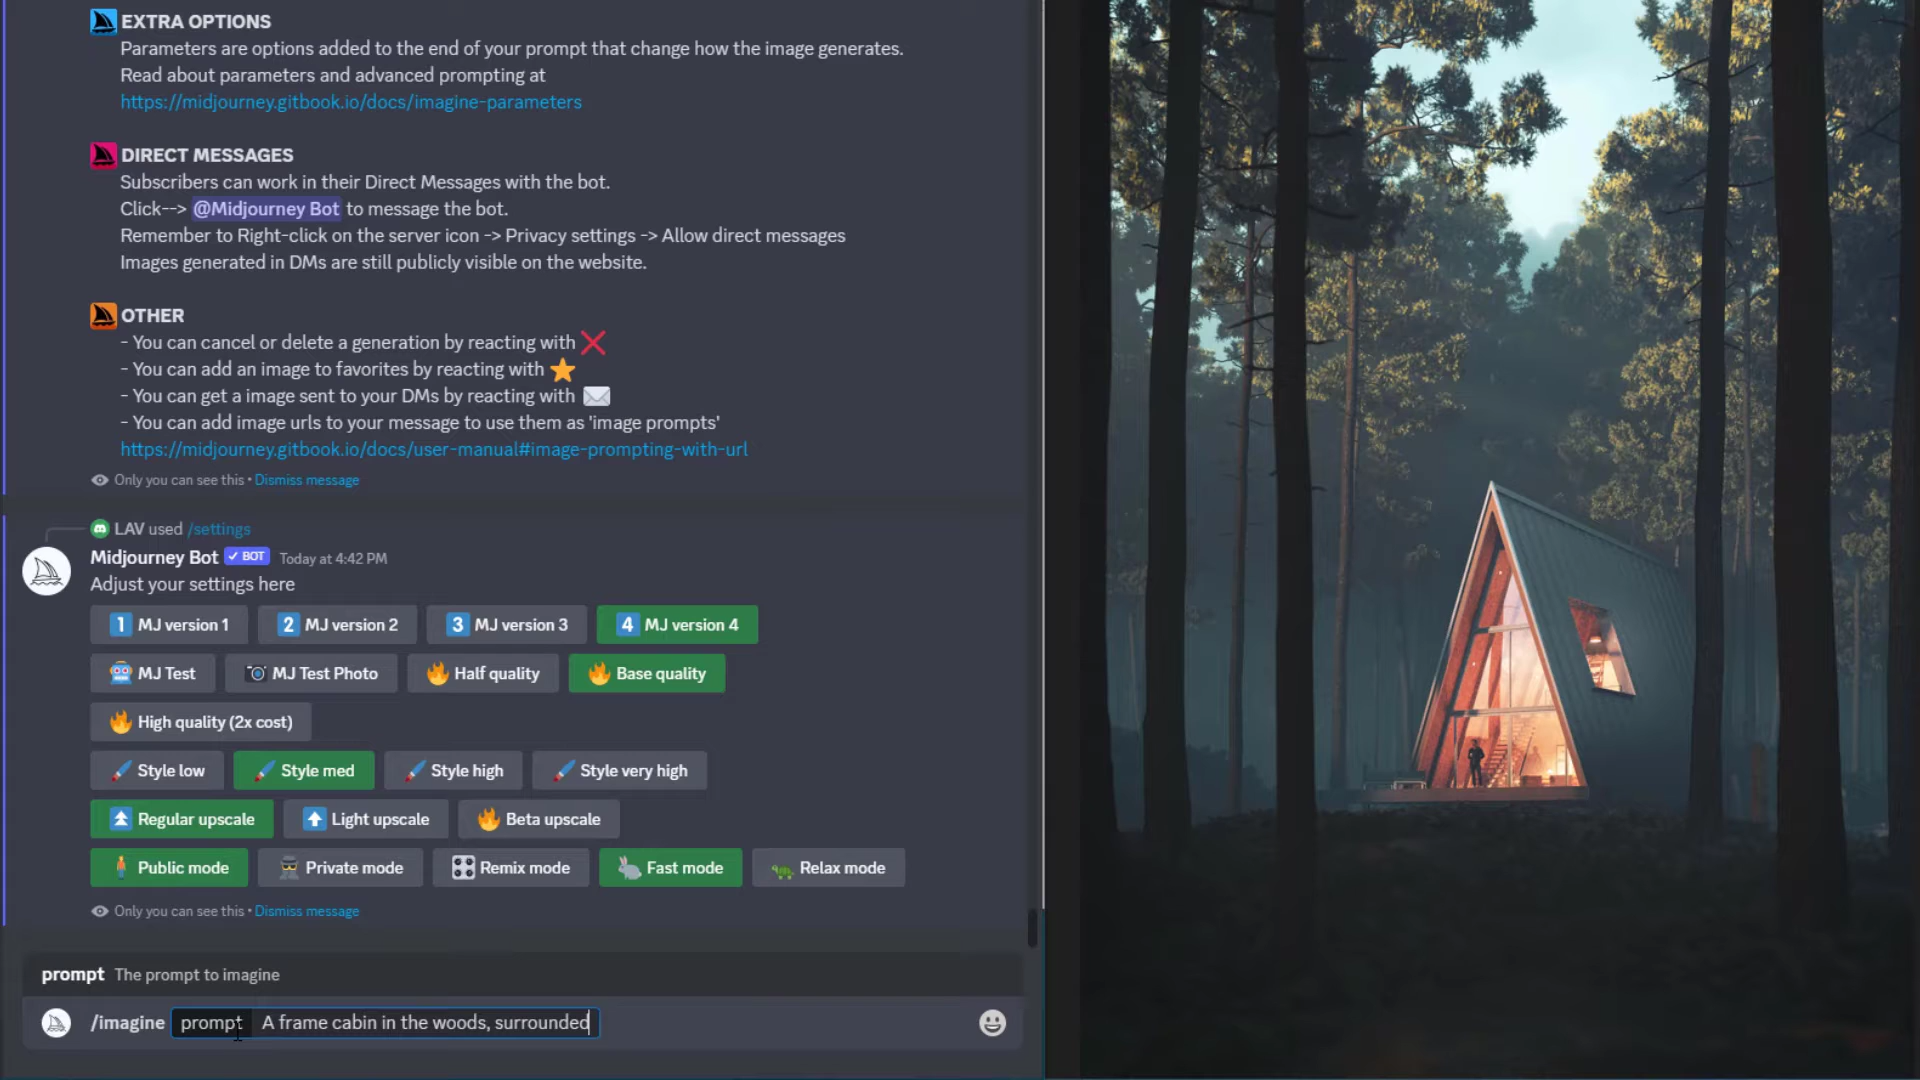 EXTRA OPTIONS
Parameters are options added to the end of your prompt that change how the image generates.
Read about parameters and advanced prompting at
https://midjourney.gitbook.io/docs/imagine-parameters
DIRECT MESSAGES
Subscribers can work in their Direct Messages with the bot.
Click--> @Midjourney Bot to message the bot.
Remember to Right-click on the server icon -> Privacy settings -> Allow direct messages
Images generated in DMs are still publicly visible on the website.
OTHER
- You can cancel or delete a generation by reacting with ❌
- You can add an image to favorites by reacting with ⭐
- You can get a image sent to your DMs by reacting with ✉️
- You can add image urls to your message to use them as 'image prompts'
https://midjourney.gitbook.io/docs/user-manual#image-prompting-with-url
Only you can see this • Dismiss message
LAV used /settings
Midjourney Bot ✓ BOT Today at 4:42 PM
Adjust your settings here
1 MJ version 1 2 MJ version 2 3 MJ version 3 4 MJ version 4
MJ Test MJ Test Photo Half quality Base quality
High quality (2x cost)
Style low Style med Style high Style very high
Regular upscale Light upscale Beta upscale
Public mode Private mode Remix mode Fast mode Relax mode
Only you can see this • Dismiss message
prompt The prompt to imagine
/imagine prompt A frame cabin in the woods, surrounded